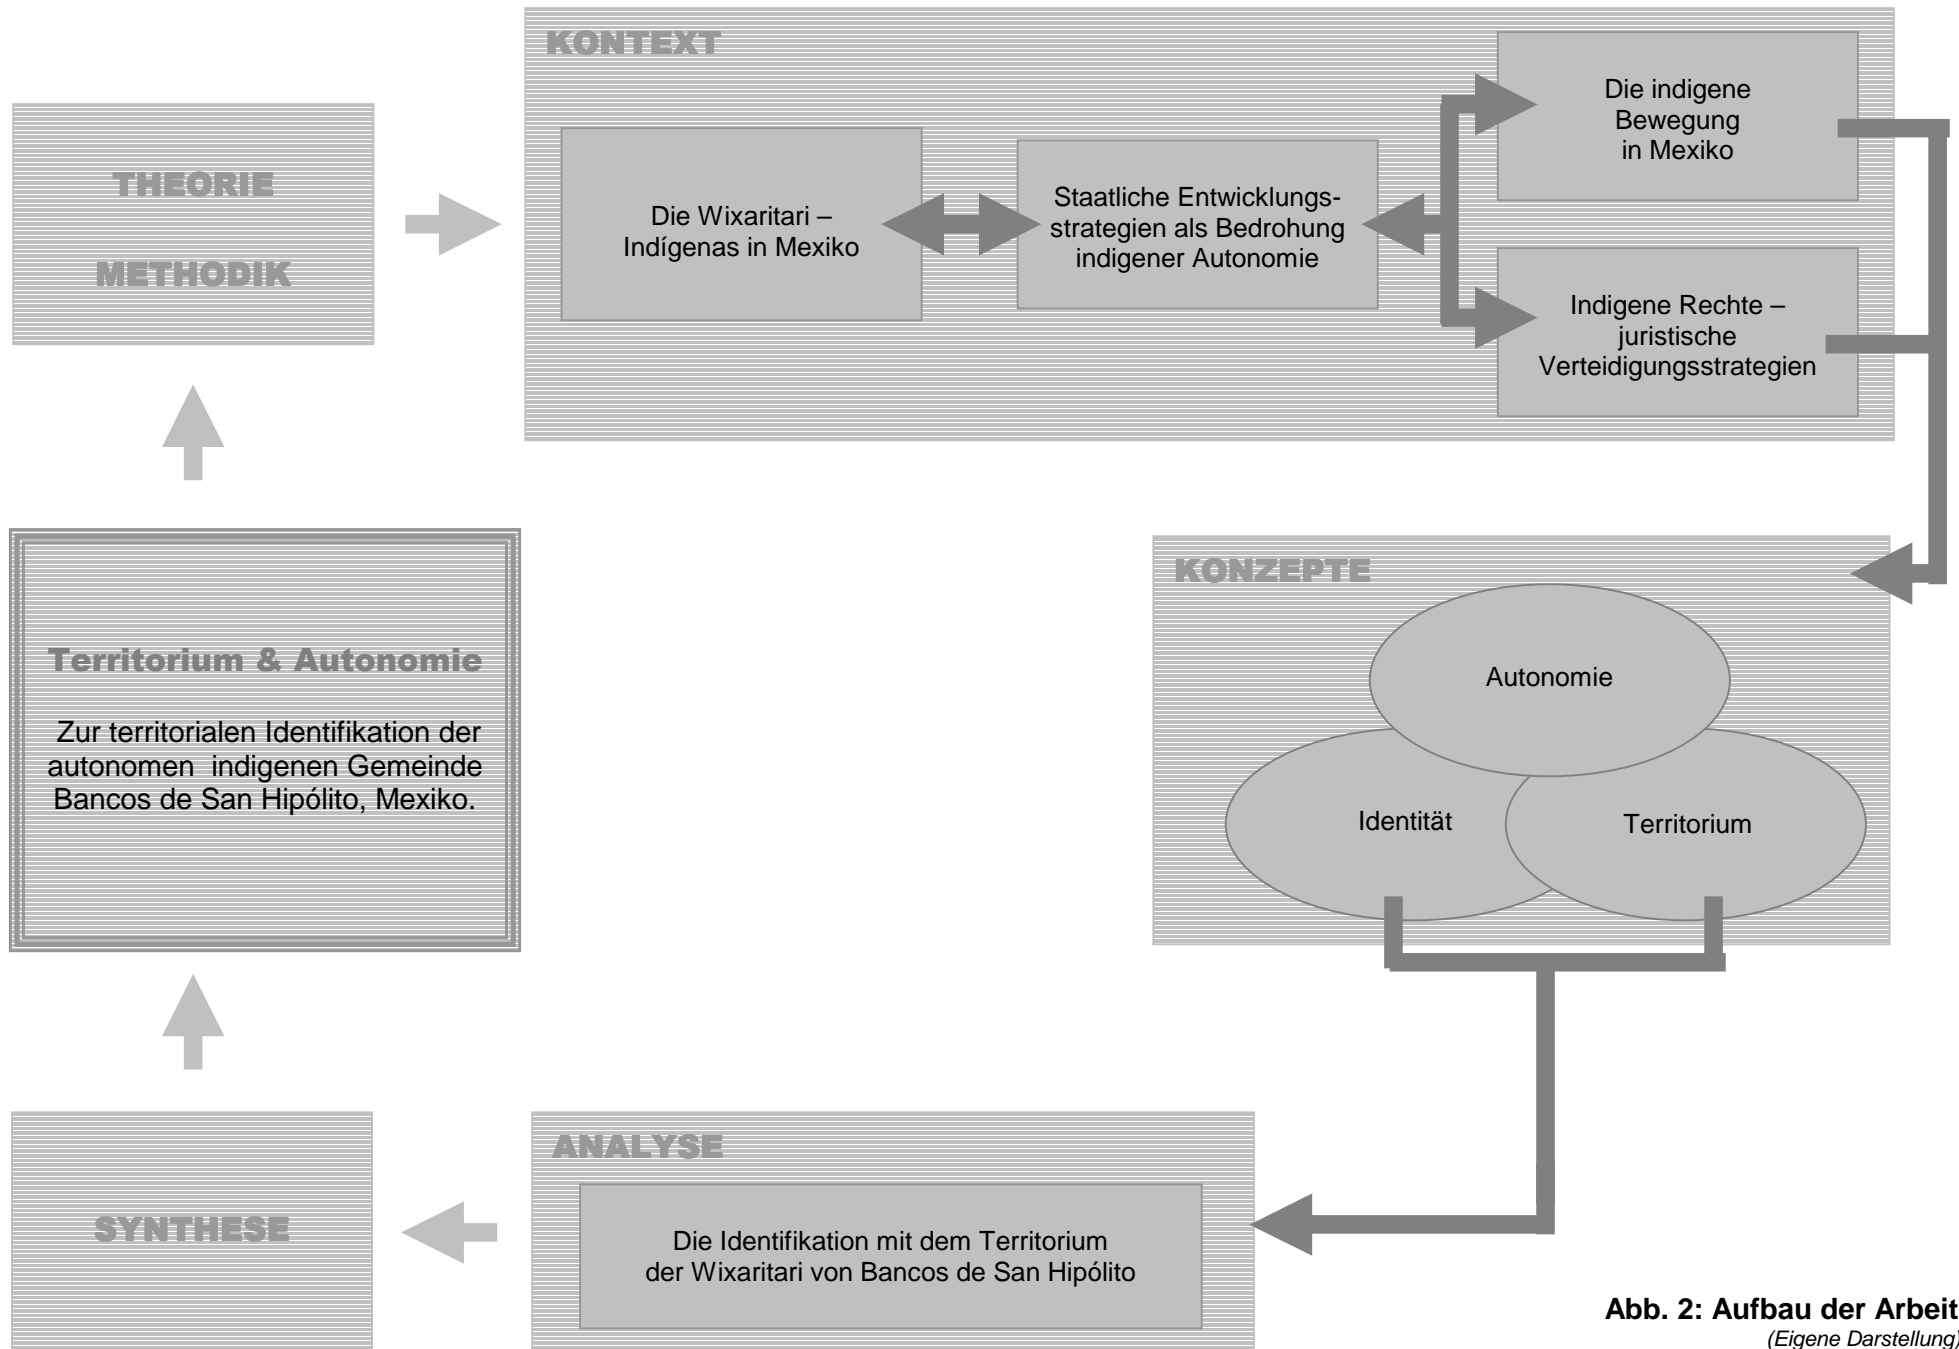 THEORIE
METHODIK
KONTEXT
Die Wixaritari –
Indígenas in Mexiko
Staatliche Entwicklungs-
strategien als Bedrohung
indigener Autonomie
Die indigene
Bewegung
in Mexiko
Indigene Rechte –
juristische
Verteidigungsstrategien
KONZEPTE
Autonomie
Identität
Territorium
Territorium & Autonomie
Zur territorialen Identifikation der
autonomen indigenen Gemeinde
Bancos de San Hipólito, Mexiko.
ANALYSE
Die Identifikation mit dem Territorium
der Wixaritari von Bancos de San Hipólito
SYNTHESE
Abb. 2: Aufbau der Arbeit
(Eigene Darstellung)